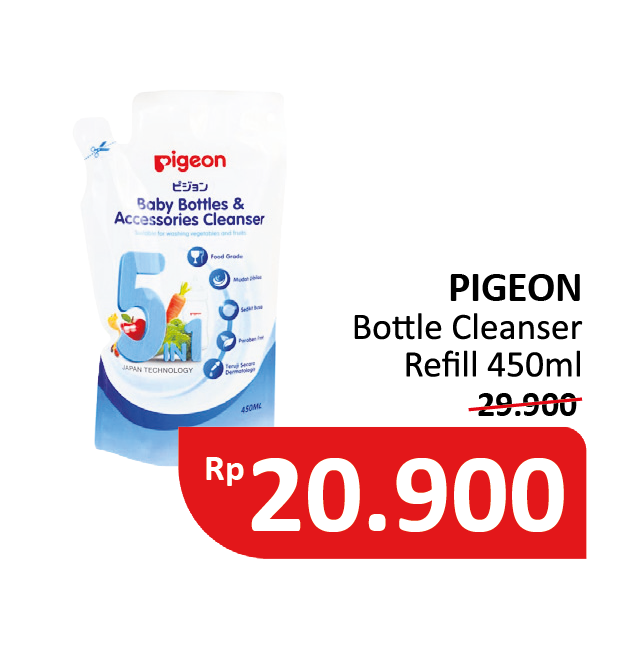 pigeon
ピジョン
Baby Bottles &
Accessories Cleanser
Suitable for washing vegetables and fruits
Food Grade
Mudah Dibilas
Sedikit Busa
Paraben Free
Teruji Secara
Dermatologis
5
IN 1
JAPAN TECHNOLOGY
450ML
PIGEON
Bottle Cleanser
Refill 450ml
29.900
Rp 20.900